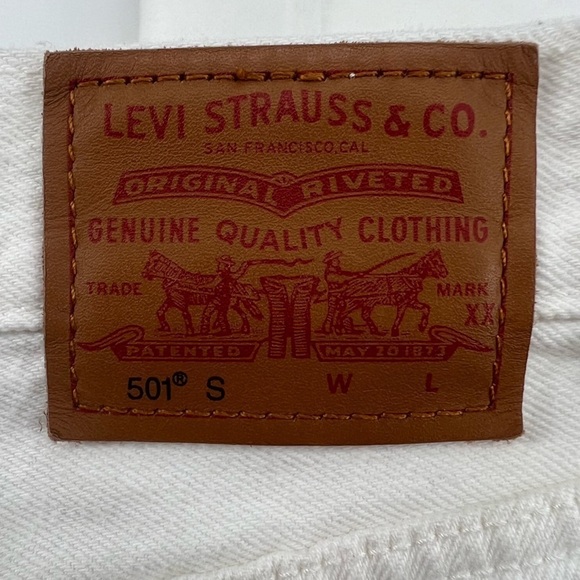 LEVI STRAUSS & CO.
SAN FRANCISCO, CAL
ORIGINAL RIVETED
GENUINE QUALITY CLOTHING
TRADE MARK
XX
PATENTED MAY 20 1873
501® S W L